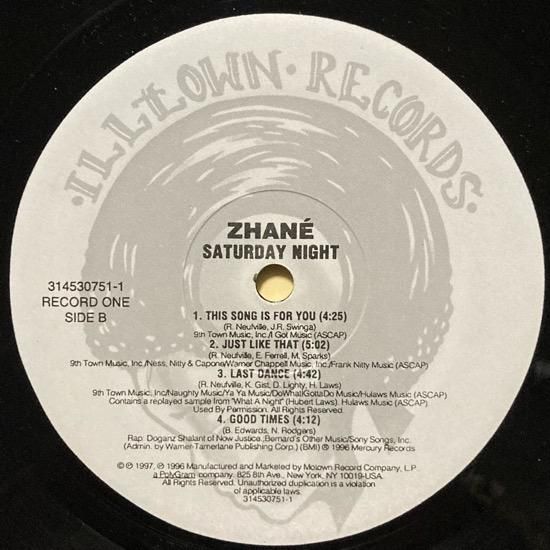 ILLTOWN · RECORDS
ZHANÉ
SATURDAY NIGHT
314530751-1
RECORD ONE
SIDE B
1. THIS SONG IS FOR YOU (4:25)
(R. Neufville, J.R. Swinga)
9th Town Music, Inc./I Got Music (ASCAP)
2. JUST LIKE THAT (5:02)
(R. Neufville, E. Ferrell, M. Sparks)
9th Town Music, Inc./Ness, Nitty & Capone/Warner Chappell Music, Inc./Frank Nitty Music (ASCAP)
3. LAST DANCE (4:42)
(R. Neufville, K. Gist, D. Lighty, H. Laws)
9th Town Music, Inc/Naughty Music/Ya Ya Music/DoWhatIGottaDo Music/Hulaws Music (ASCAP)
Contains a replayed sample from "What A Night" (Hubert Laws). Hulaws Music (ASCAP).
Used By Permission. All Rights Reserved.
4. GOOD TIMES (4:12)
(B. Edwards, N. Rodgers)
Rap: Doganz Shalant of Now Justice, Bernard's Other Music/Sony Songs, Inc.
(Admin. by Warner-Tamerlane Publishing Corp.) (BMI) ℗ 1996 Mercury Records
©℗ 1997, ℗ 1996 Manufactured and Marketed by Motown Record Company, L.P.
a PolyGram company. 825 8th Ave., New York, NY 10019-USA.
All Rights Reserved. Unauthorized duplication is a violation
of applicable laws.
314530751-1